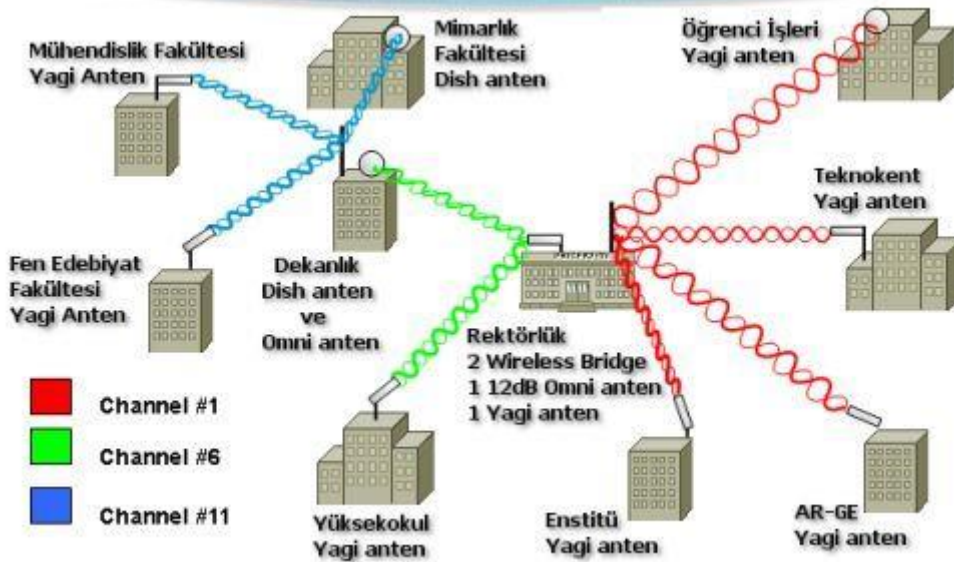 Mühendislik Fakültesi
Yagi Anten
Mimarlık
Fakültesi
Dish anten
Öğrenci İşleri
Yagi anten
Teknokent
Yagi anten
Fen Edebiyat
Fakültesi
Yagi Anten
Dekanlık
Dish anten
ve
Omni anten
Rektörlük
2 Wireless Bridge
1 12dB Omni anten
1 Yagi anten
Channel #1
Channel #6
Channel #11
Yüksekokul
Yagi anten
Enstitü
Yagi anten
AR-GE
Yagi anten